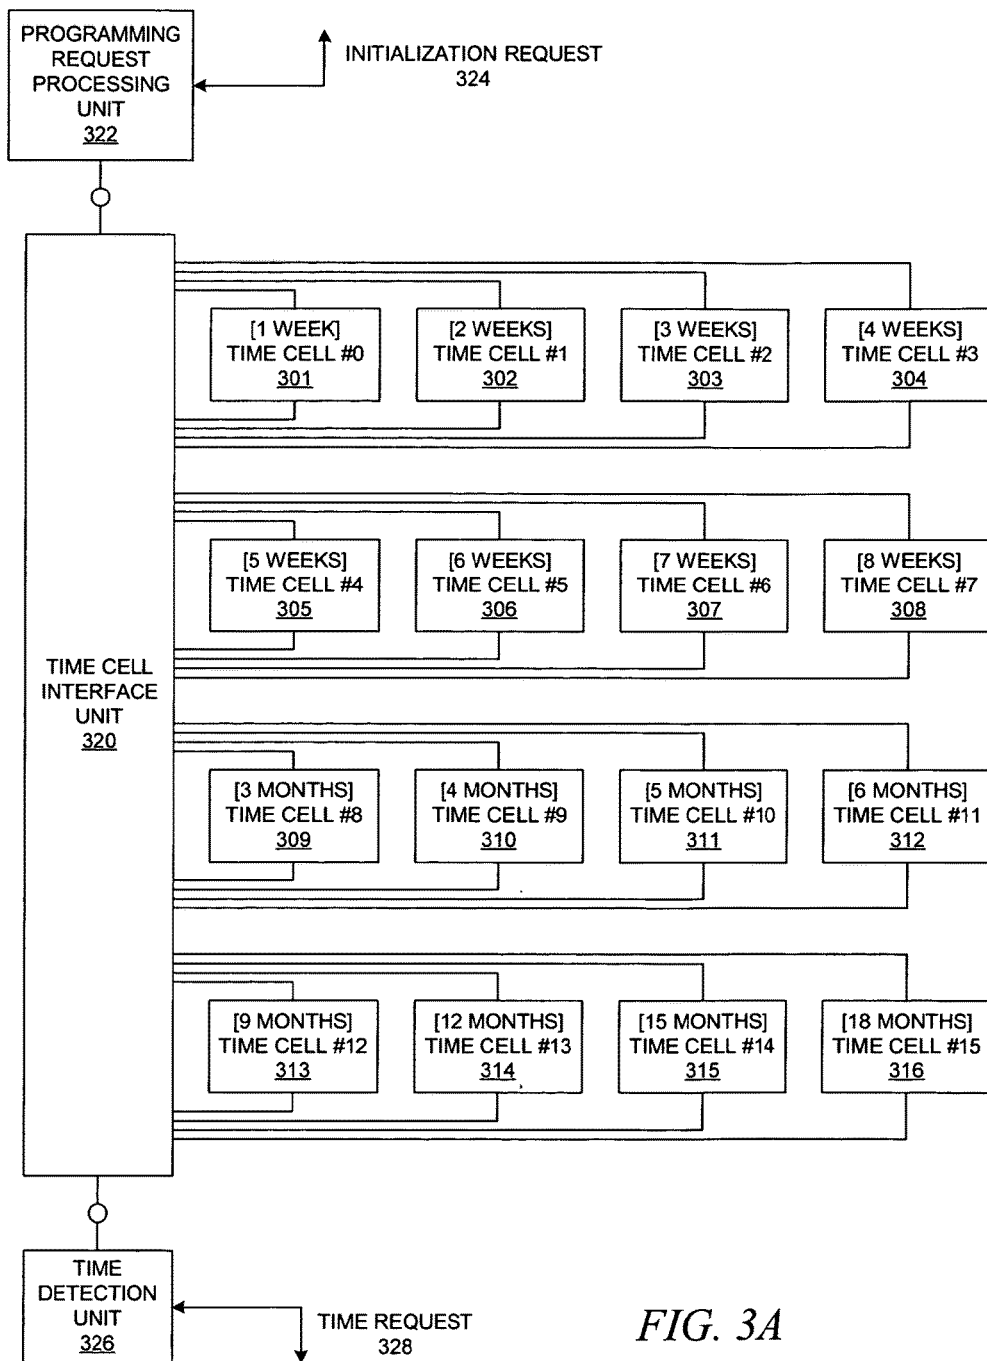 PROGRAMMING
REQUEST
PROCESSING
UNIT
322
INITIALIZATION REQUEST
324
[1 WEEK]
TIME CELL #0
301
[2 WEEKS]
TIME CELL #1
302
[3 WEEKS]
TIME CELL #2
303
[4 WEEKS]
TIME CELL #3
304
[5 WEEKS]
TIME CELL #4
305
[6 WEEKS]
TIME CELL #5
306
[7 WEEKS]
TIME CELL #6
307
[8 WEEKS]
TIME CELL #7
308
TIME CELL
INTERFACE
UNIT
320
[3 MONTHS]
TIME CELL #8
309
[4 MONTHS]
TIME CELL #9
310
[5 MONTHS]
TIME CELL #10
311
[6 MONTHS]
TIME CELL #11
312
[9 MONTHS]
TIME CELL #12
313
[12 MONTHS]
TIME CELL #13
314
[15 MONTHS]
TIME CELL #14
315
[18 MONTHS]
TIME CELL #15
316
TIME
DETECTION
UNIT
326
TIME REQUEST
328
FIG. 3A